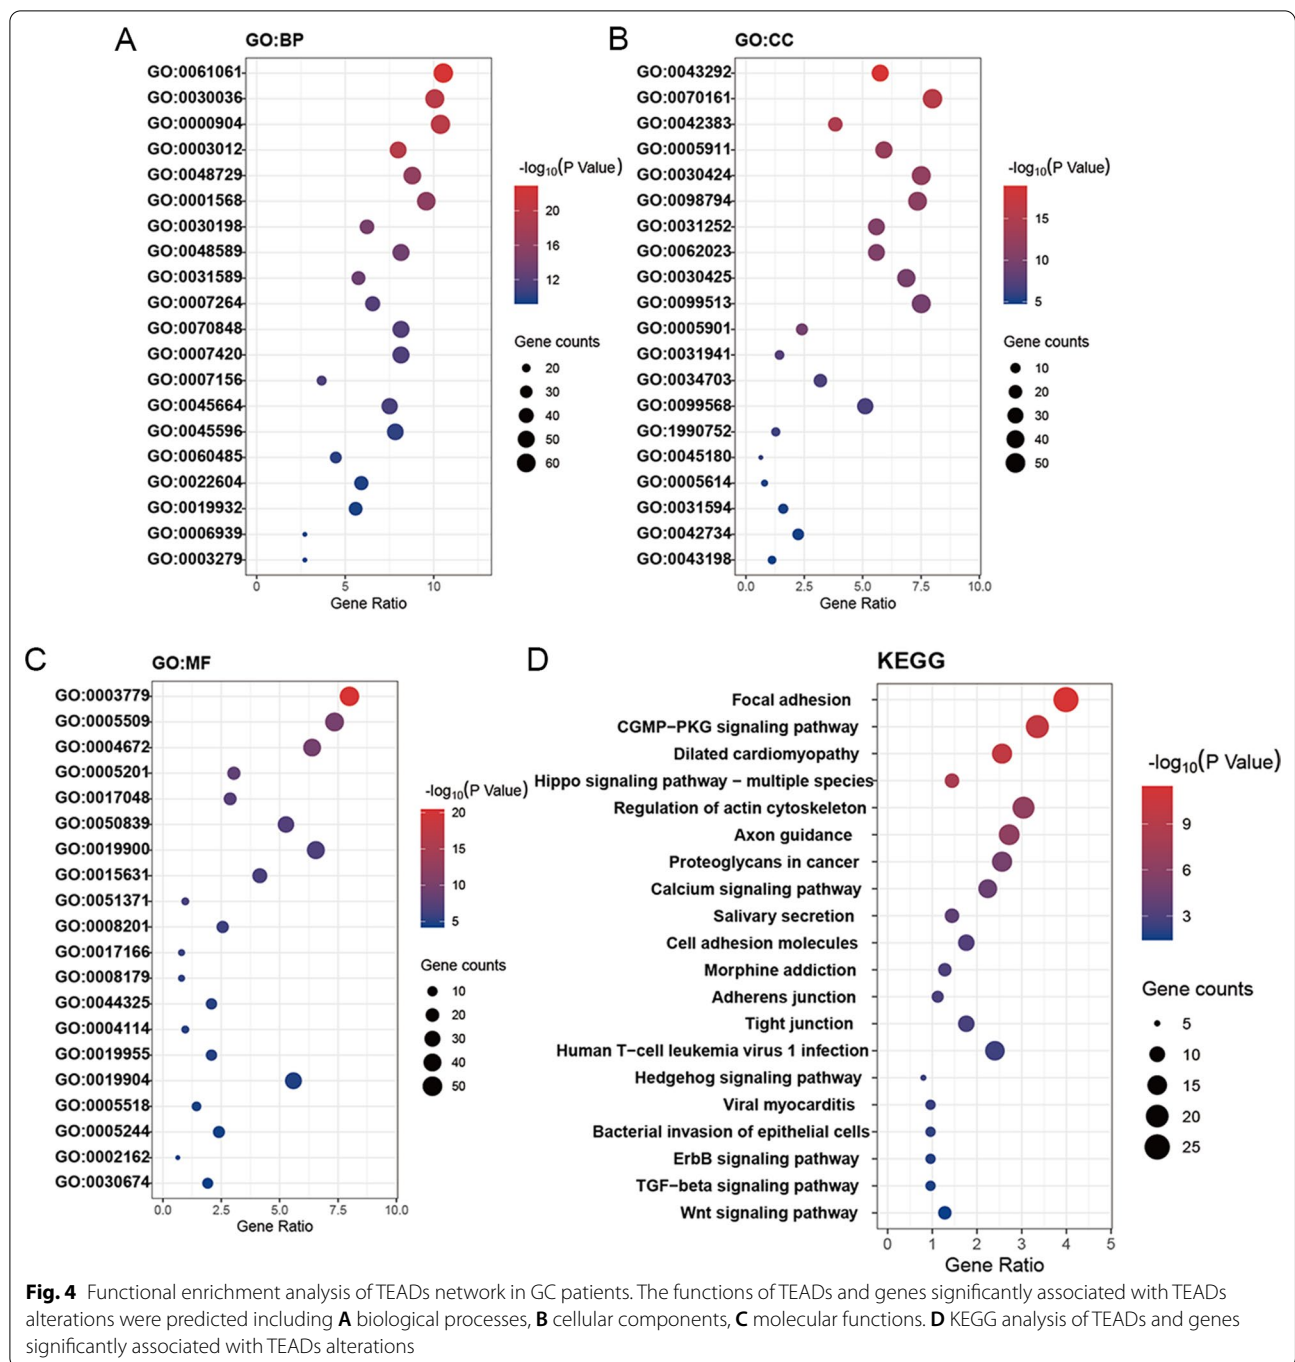 A
GO:BP
GO:0061061
GO:0030036
GO:0000904
GO:0003012
GO:0048729
GO:0001568
GO:0030198
GO:0048589
GO:0031589
GO:0007264
GO:0070848
GO:0007420
GO:0007156
GO:0045664
GO:0045596
GO:0060485
GO:0022604
GO:0019932
GO:0006939
GO:0003279
0 5 10
Gene Ratio
-log10(P Value)
20
16
12
Gene counts
20
30
40
50
60
B
GO:CC
GO:0043292
GO:0070161
GO:0042383
GO:0005911
GO:0030424
GO:0098794
GO:0031252
GO:0062023
GO:0030425
GO:0099513
GO:0005901
GO:0031941
GO:0034703
GO:0099568
GO:1990752
GO:0045180
GO:0005614
GO:0031594
GO:0042734
GO:0043198
0.0 2.5 5.0 7.5 10.0
Gene Ratio
-log10(P Value)
15
10
5
Gene counts
10
20
30
40
50
C
GO:MF
GO:0003779
GO:0005509
GO:0004672
GO:0005201
GO:0017048
GO:0050839
GO:0019900
GO:0015631
GO:0051371
GO:0008201
GO:0017166
GO:0008179
GO:0044325
GO:0004114
GO:0019955
GO:0019904
GO:0005518
GO:0005244
GO:0002162
GO:0030674
0.0 2.5 5.0 7.5 10.0
Gene Ratio
-log10(P Value)
20
15
10
5
Gene counts
10
20
30
40
50
D
KEGG
Focal adhesion
CGMP−PKG signaling pathway
Dilated cardiomyopathy
Hippo signaling pathway − multiple species
Regulation of actin cytoskeleton
Axon guidance
Proteoglycans in cancer
Calcium signaling pathway
Salivary secretion
Cell adhesion molecules
Morphine addiction
Adherens junction
Tight junction
Human T−cell leukemia virus 1 infection
Hedgehog signaling pathway
Viral myocarditis
Bacterial invasion of epithelial cells
ErbB signaling pathway
TGF−beta signaling pathway
Wnt signaling pathway
0 1 2 3 4 5
Gene Ratio
-log10(P Value)
9
6
3
Gene counts
5
10
15
20
25
Fig. 4 Functional enrichment analysis of TEADs network in GC patients. The functions of TEADs and genes significantly associated with TEADs
alterations were predicted including A biological processes, B cellular components, C molecular functions. D KEGG analysis of TEADs and genes
significantly associated with TEADs alterations